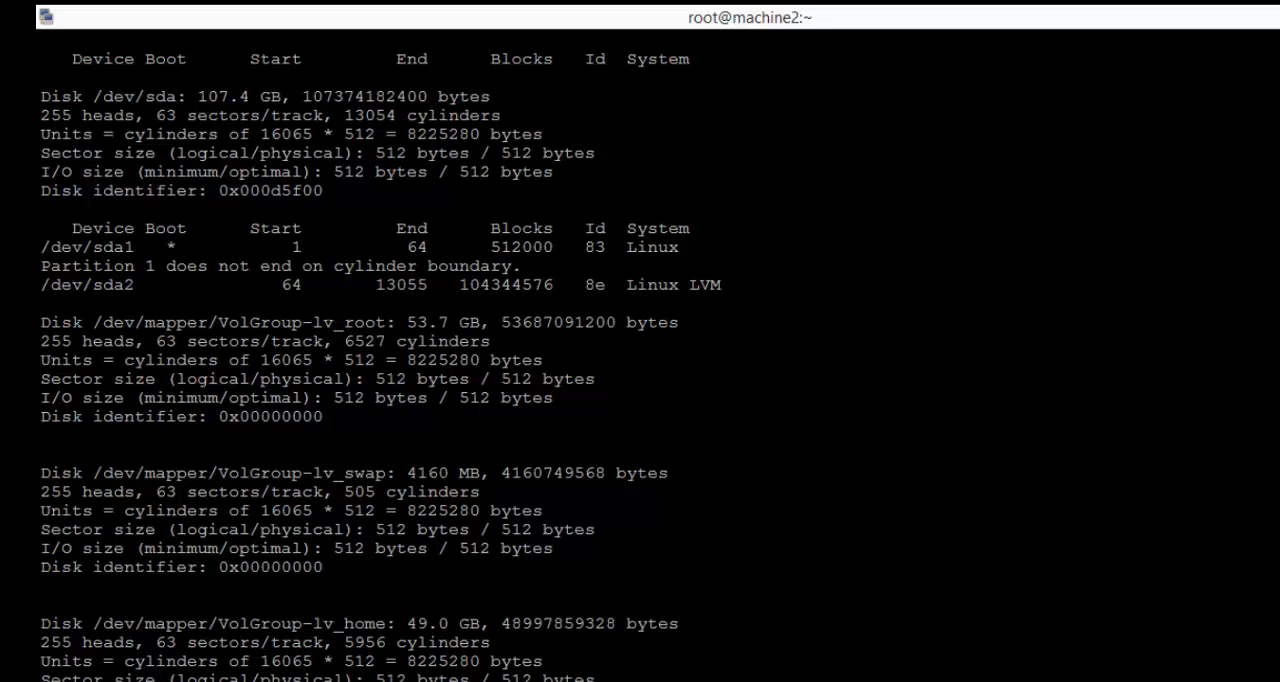 root@machine2:~
   Device Boot      Start         End      Blocks   Id  System
Disk /dev/sda: 107.4 GB, 107374182400 bytes
255 heads, 63 sectors/track, 13054 cylinders
Units = cylinders of 16065 * 512 = 8225280 bytes
Sector size (logical/physical): 512 bytes / 512 bytes
I/O size (minimum/optimal): 512 bytes / 512 bytes
Disk identifier: 0x000d5f00
   Device Boot      Start         End      Blocks   Id  System
/dev/sda1   *           1          64      512000   83  Linux
Partition 1 does not end on cylinder boundary.
/dev/sda2              64       13055   104344576   8e  Linux LVM
Disk /dev/mapper/VolGroup-lv_root: 53.7 GB, 53687091200 bytes
255 heads, 63 sectors/track, 6527 cylinders
Units = cylinders of 16065 * 512 = 8225280 bytes
Sector size (logical/physical): 512 bytes / 512 bytes
I/O size (minimum/optimal): 512 bytes / 512 bytes
Disk identifier: 0x00000000
Disk /dev/mapper/VolGroup-lv_swap: 4160 MB, 4160749568 bytes
255 heads, 63 sectors/track, 505 cylinders
Units = cylinders of 16065 * 512 = 8225280 bytes
Sector size (logical/physical): 512 bytes / 512 bytes
I/O size (minimum/optimal): 512 bytes / 512 bytes
Disk identifier: 0x00000000
Disk /dev/mapper/VolGroup-lv_home: 49.0 GB, 48997859328 bytes
255 heads, 63 sectors/track, 5956 cylinders
Units = cylinders of 16065 * 512 = 8225280 bytes
Sector size (logical/physical): 512 bytes / 512 bytes